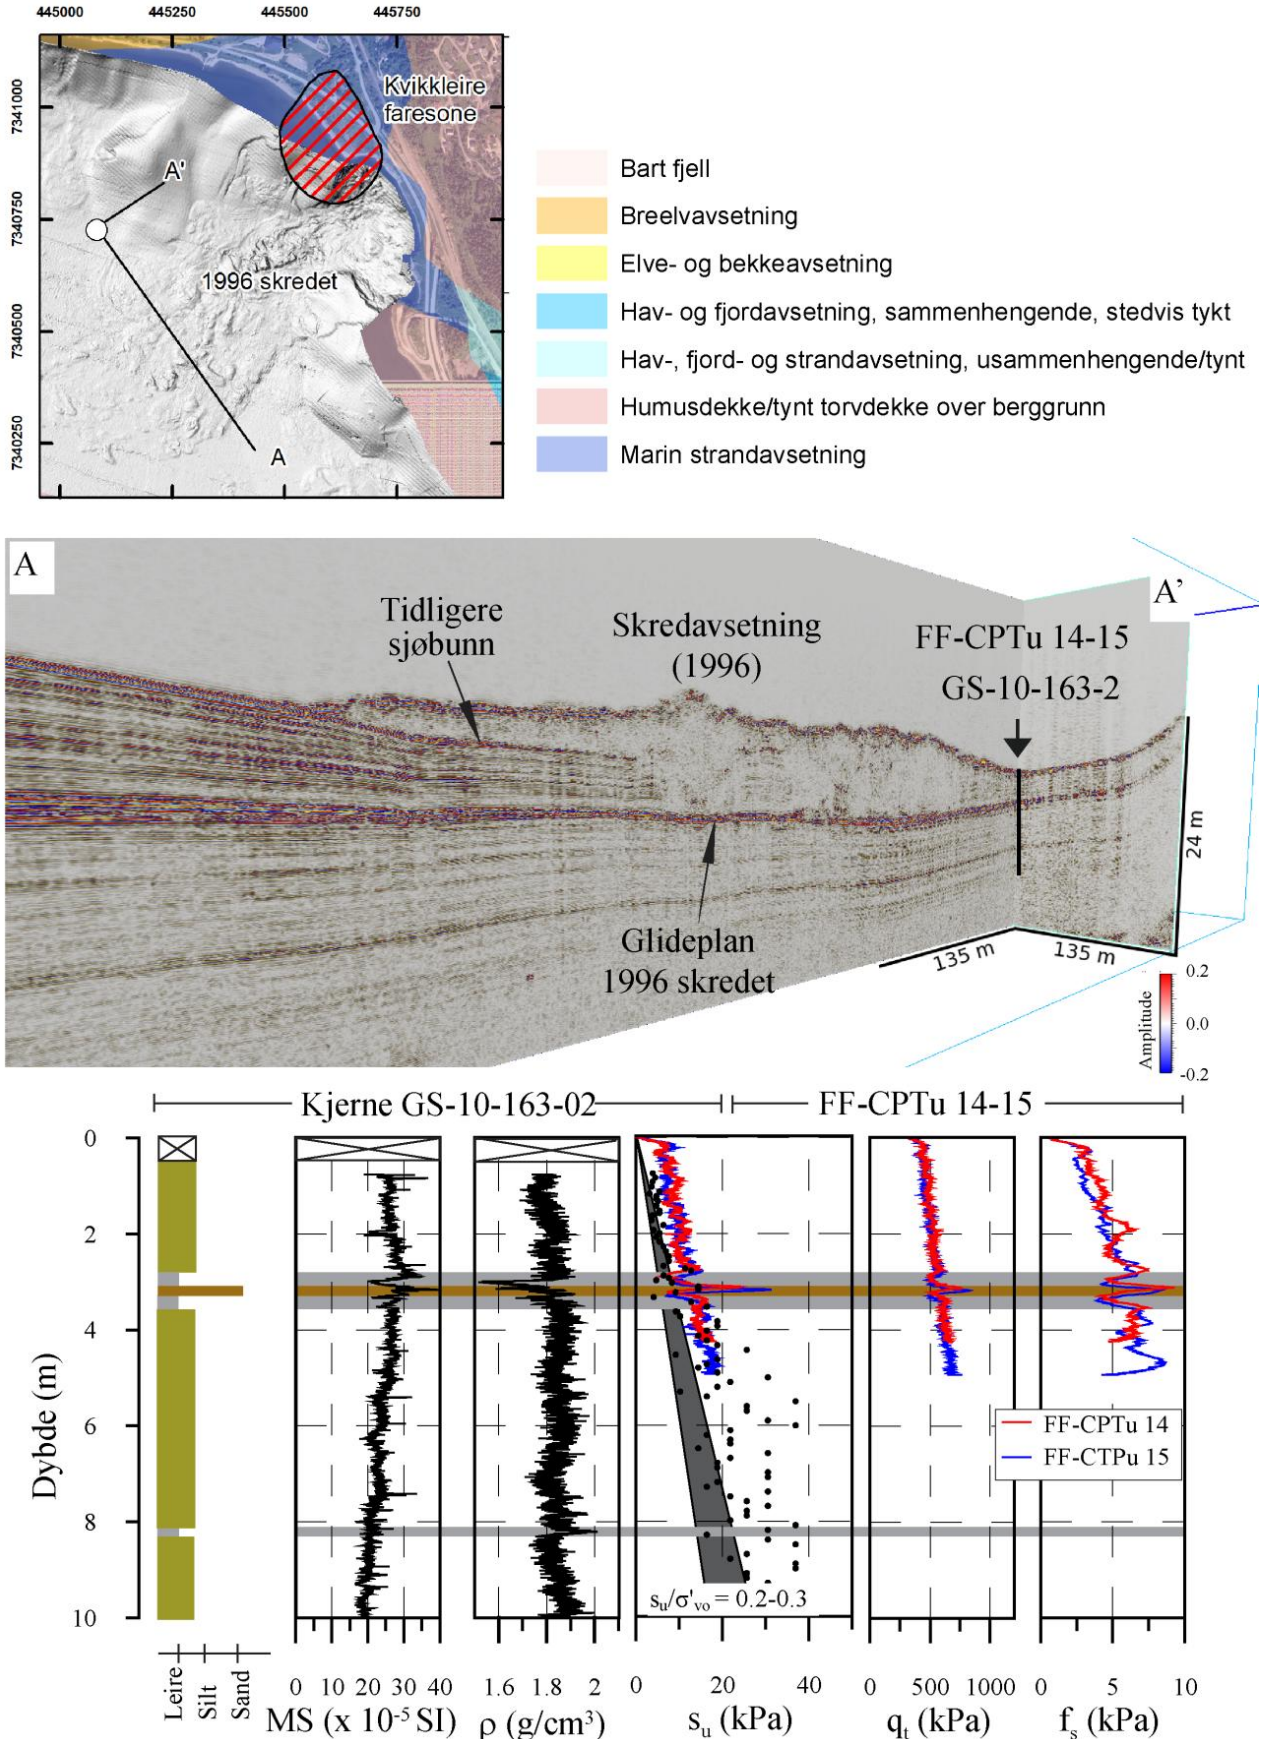 445000 445250 445500 445750
7341000
7340750
7340500
7340250
Kvikkleire
faresone
A'
1996 skredet
A
Bart fjell
Breelvavsetning
Elve- og bekkeavsetning
Hav- og fjordavsetning, sammenhengende, stedvis tykt
Hav-, fjord- og strandavsetning, usammenhengende/tynt
Humusdekke/tynt torvdekke over berggrunn
Marin strandavsetning
A
A'
Tidligere
sjøbunn
Skredavsetning
(1996)
FF-CPTu 14-15
GS-10-163-2
24 m
Glideplan
1996 skredet
135 m
135 m
Amplitude
0.2
0.0
-0.2
Kjerne GS-10-163-02
FF-CPTu 14-15
Dybde (m)
0
2
4
6
8
10
FF-CPTu 14
FF-CTPu 15
su/σ'vo = 0.2-0.3
Leire
Silt
Sand
0 10 20 30 40
MS (x 10⁻⁵ SI)
1.6 1.8 2
ρ (g/cm³)
0 20 40
su (kPa)
0 500 1000
qt (kPa)
0 5 10
fs (kPa)